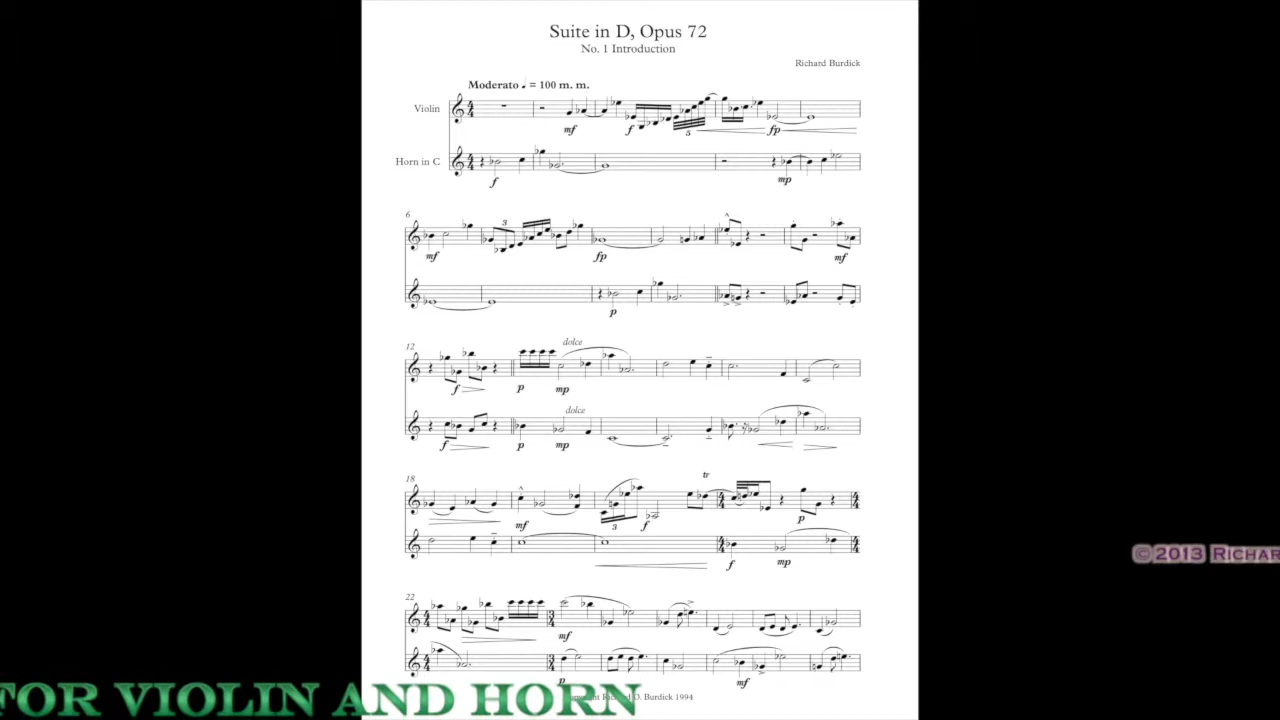 Suite in D, Opus 72
No. 1 Introduction
Richard Burdick
Moderato ♩ = 100 m. m.
Violin
mf
f
5
fp
Horn in C
f
mp
6
3
mf
fp
mf
p
12
dolce
f
p
mp
dolce
f
p
mp
18
tr
mf
3
f
p
f
mp
©2013 Richar
22
mf
p
mf
FOR VIOLIN AND HORN
Richard O. Burdick 1994